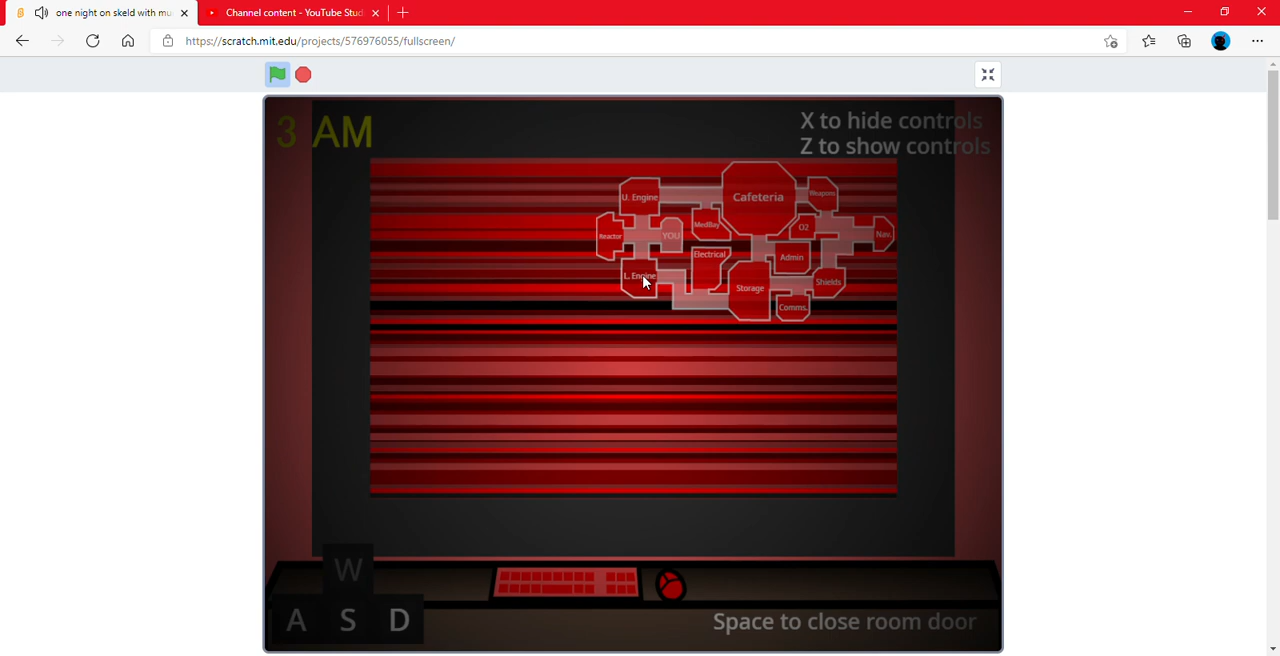 one night on skeld with mu
Channel content - YouTube Stud
https://scratch.mit.edu/projects/576976055/fullscreen/
3 AM
X to hide controls
Z to show controls
U. Engine
Cafeteria
Weapons
MedBay
O2
Reactor
YOU
Nav.
Electrical
Admin
L. Engine
Storage
Shields
Comms.
W
A S D
Space to close room door